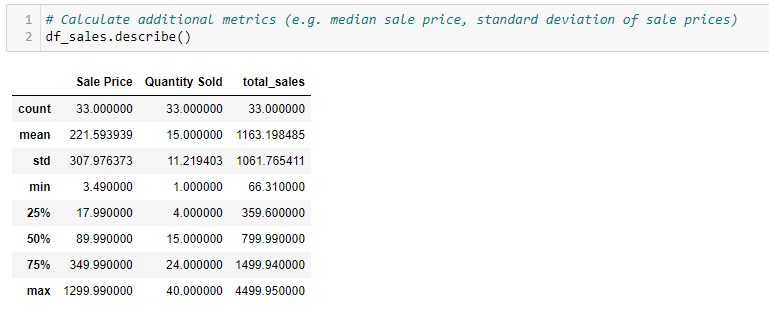 1 # Calculate additional metrics (e.g. median sale price, standard deviation of sale prices)
2 df_sales.describe()
Sale Price Quantity Sold total_sales
count 33.000000 33.000000 33.000000
mean 221.593939 15.000000 1163.198485
std 307.976373 11.219403 1061.765411
min 3.490000 1.000000 66.310000
25% 17.990000 4.000000 359.600000
50% 89.990000 15.000000 799.990000
75% 349.990000 24.000000 1499.940000
max 1299.990000 40.000000 4499.950000